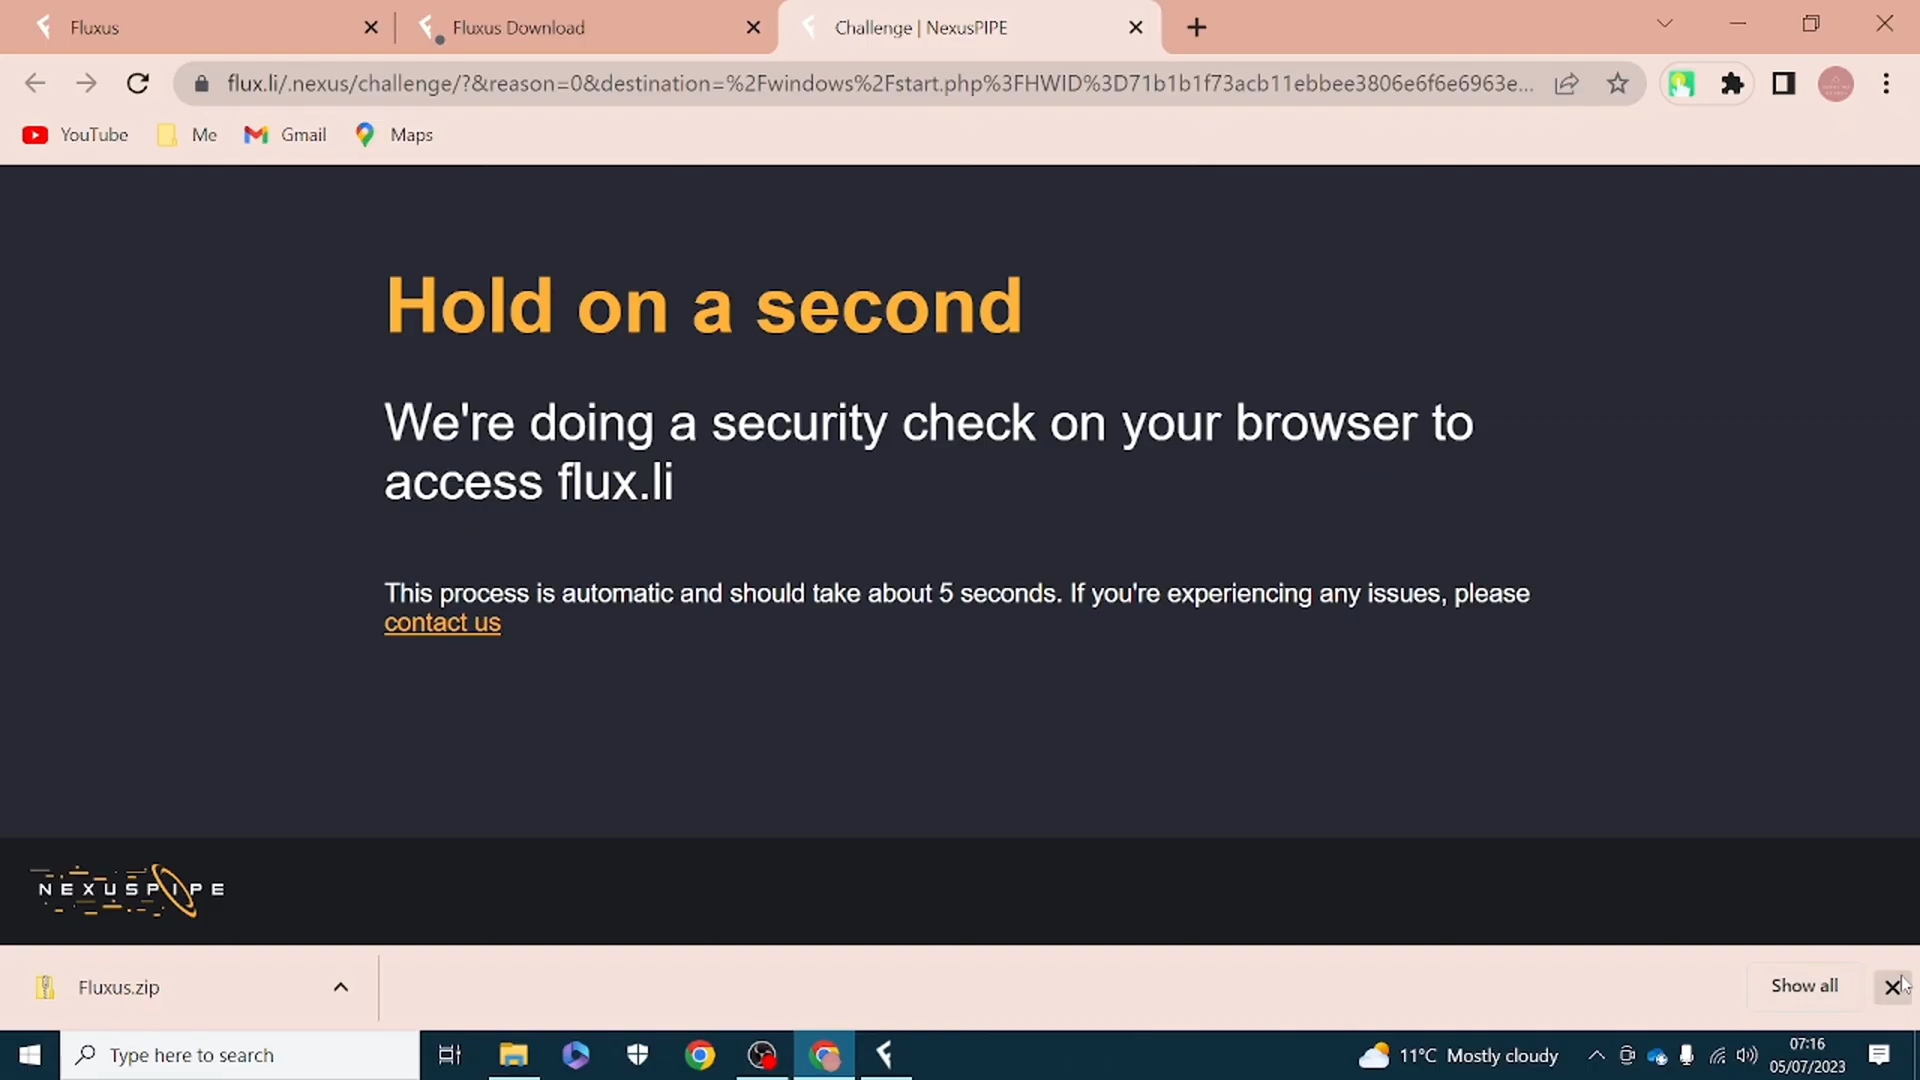 Fluxus
Fluxus Download
Challenge | NexusPIPE
flux.li/.nexus/challenge/?&reason=0&destination=%2Fwindows%2Fstart.php%3FHWID%3D71b1b1f73acb11ebbee3806e6f6e6963e...
YouTube
Me
Gmail
Maps
Hold on a second
We're doing a security check on your browser to
access flux.li
This process is automatic and should take about 5 seconds. If you're experiencing any issues, please
contact us
NEXUSPIPE
Fluxus.zip
Show all
Type here to search
11°C Mostly cloudy
07:16
05/07/2023